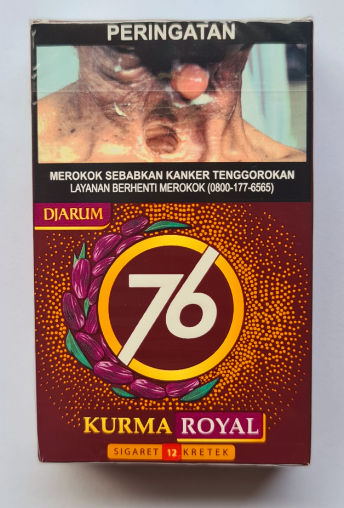 PERINGATAN
MEROKOK SEBABKAN KANKER TENGGOROKAN
LAYANAN BERHENTI MEROKOK (0800-177-6565)
DJARUM
76
KURMA ROYAL
SIGARET 12 KRETEK